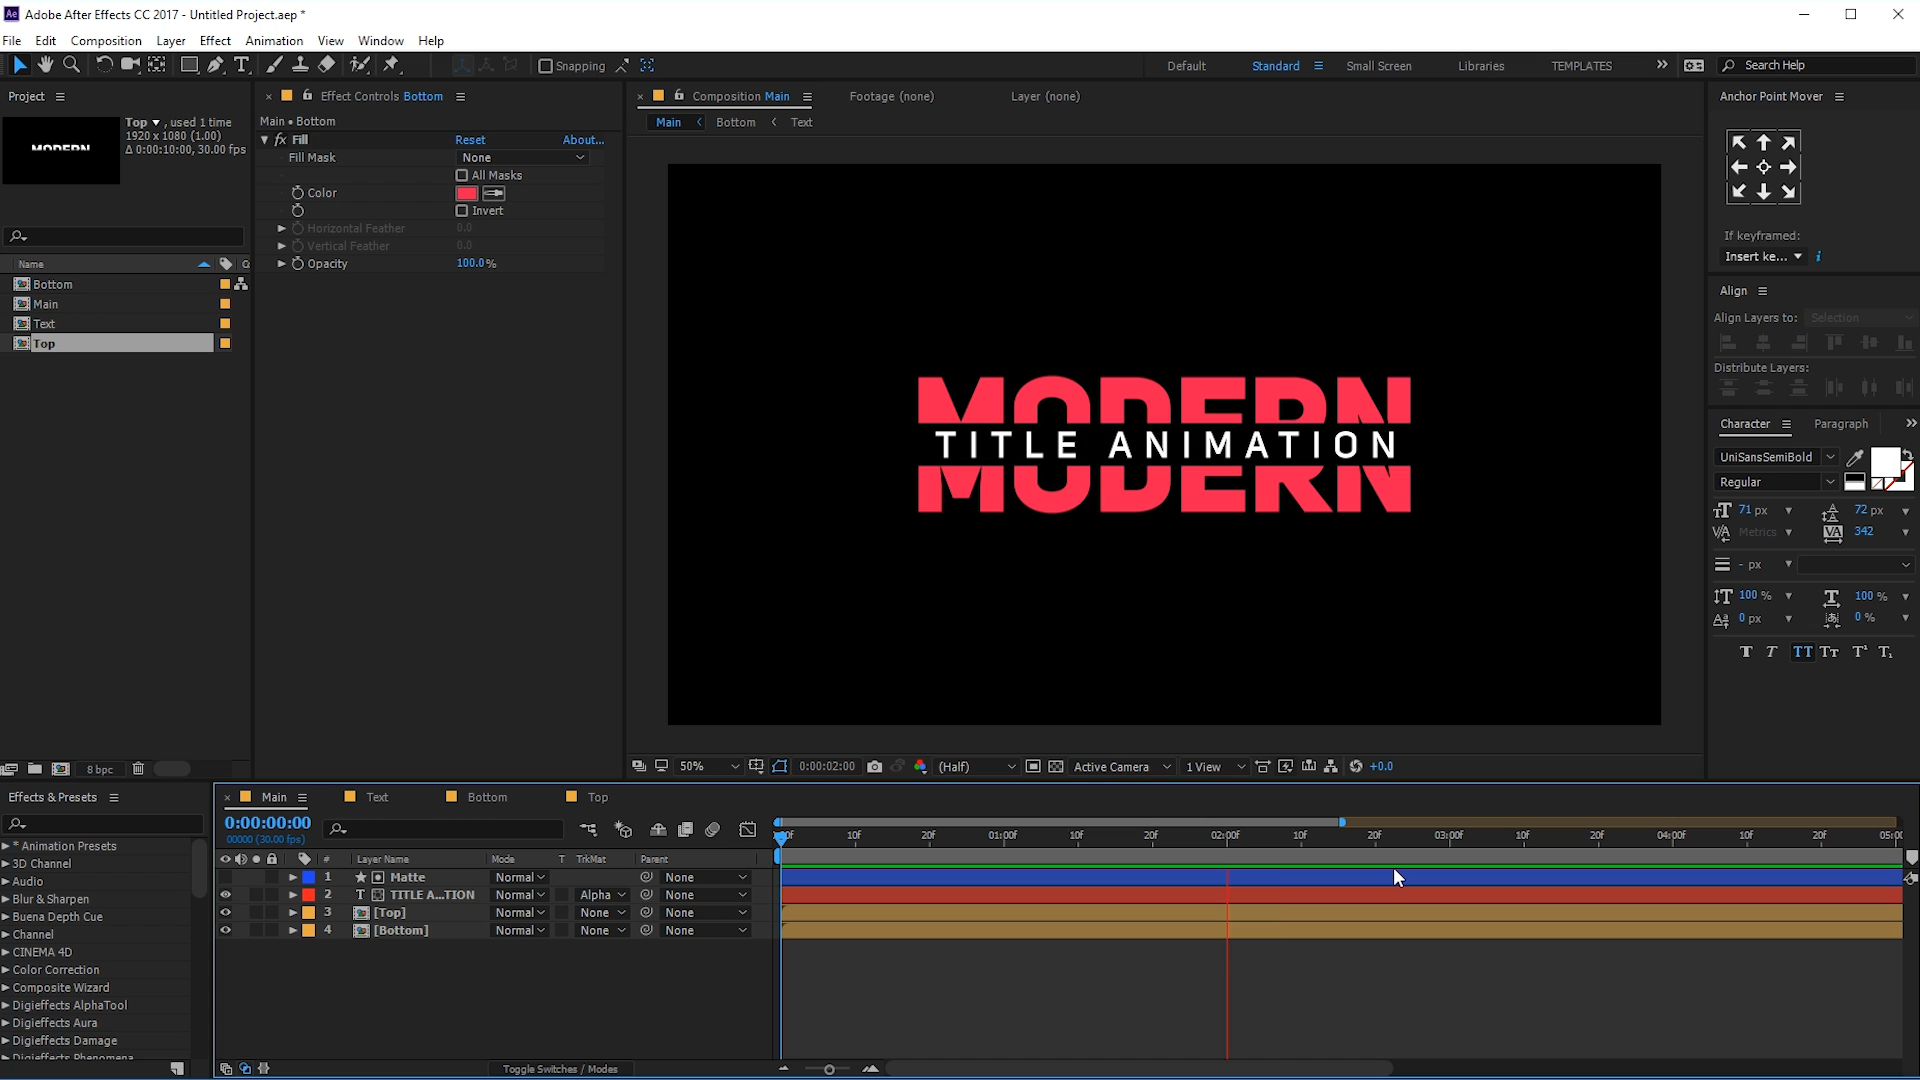 Adobe After Effects CC 2017 - Untitled Project.aep *
File Edit Composition Layer Effect Animation View Window Help
Snapping
Default Standard Small Screen Libraries TEMPLATES Search Help
Project
Top , used 1 time
1920 x 1080 (1.00)
Δ 0:00:10:00, 30.00 fps
Name
Bottom
Main
Text
Top
8 bpc
Effect Controls Bottom
Main • Bottom
fx Fill Reset About...
Fill Mask None
All Masks
Color
Invert
Horizontal Feather 0.0
Vertical Feather 0.0
Opacity 100.0 %
Composition Main Footage (none) Layer (none)
Main < Bottom < Text
MODERN
TITLE ANIMATION
MODERN
50% 0:00:02:00 (Half) Active Camera 1 View +0.0
Anchor Point Mover
If keyframed:
Insert ke...
Align
Align Layers to: Selection
Distribute Layers:
Character Paragraph
UniSansSemiBold
Regular
71 px 72 px
Metrics 342
- px
100 % 100 %
0 px 0 %
T T TT Tт T¹ T₁
Effects & Presets
* Animation Presets
3D Channel
Audio
Blur & Sharpen
Buena Depth Cue
Channel
CINEMA 4D
Color Correction
Composite Wizard
Digieffects AlphaTool
Digieffects Aura
Digieffects Damage
Digieffects Phenomena
Main Text Bottom Top
0:00:00:00
00000 (30.00 fps)
10f 20f 01:00f 10f 20f 02:00f 10f 20f 03:00f 10f 20f 04:00f 10f 20f
# Layer Name Mode T TrkMat Parent
1 Matte Normal None
2 TITLE A...TION Normal Alpha None
3 [Top] Normal None None
4 [Bottom] Normal None None
Toggle Switches / Modes